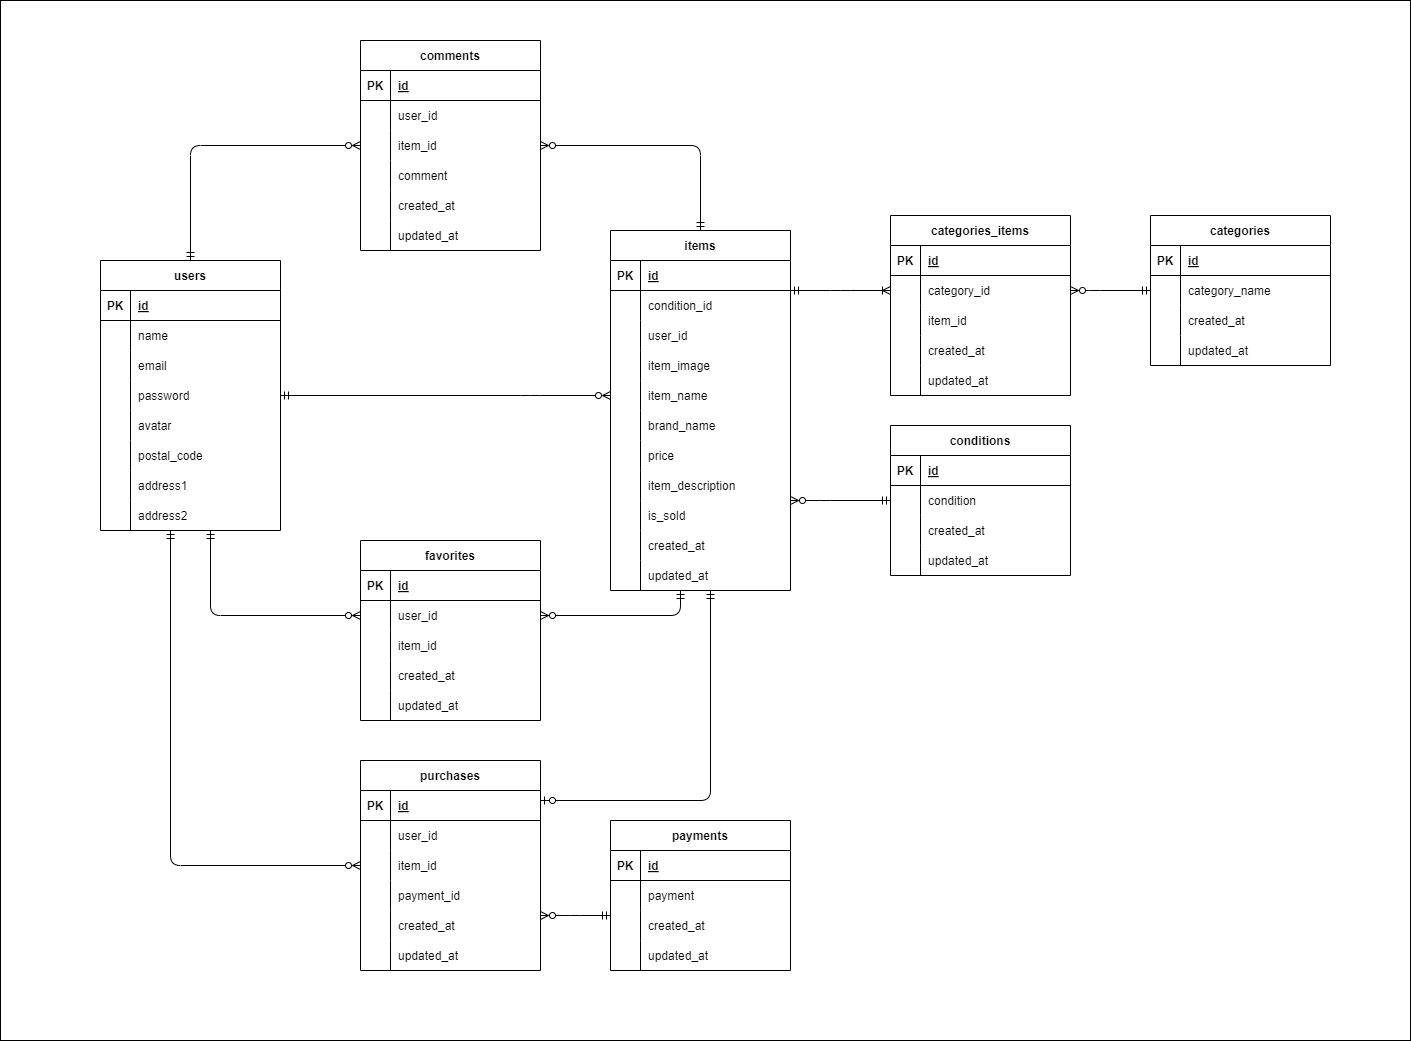 comments
PK id
user_id
item_id
comment
created_at
updated_at
users
PK id
name
email
password
avatar
postal_code
address1
address2
items
PK id
condition_id
user_id
item_image
item_name
brand_name
price
item_description
is_sold
created_at
updated_at
categories_items
PK id
category_id
item_id
created_at
updated_at
categories
PK id
category_name
created_at
updated_at
conditions
PK id
condition
created_at
updated_at
favorites
PK id
user_id
item_id
created_at
updated_at
purchases
PK id
user_id
item_id
payment_id
created_at
updated_at
payments
PK id
payment
created_at
updated_at